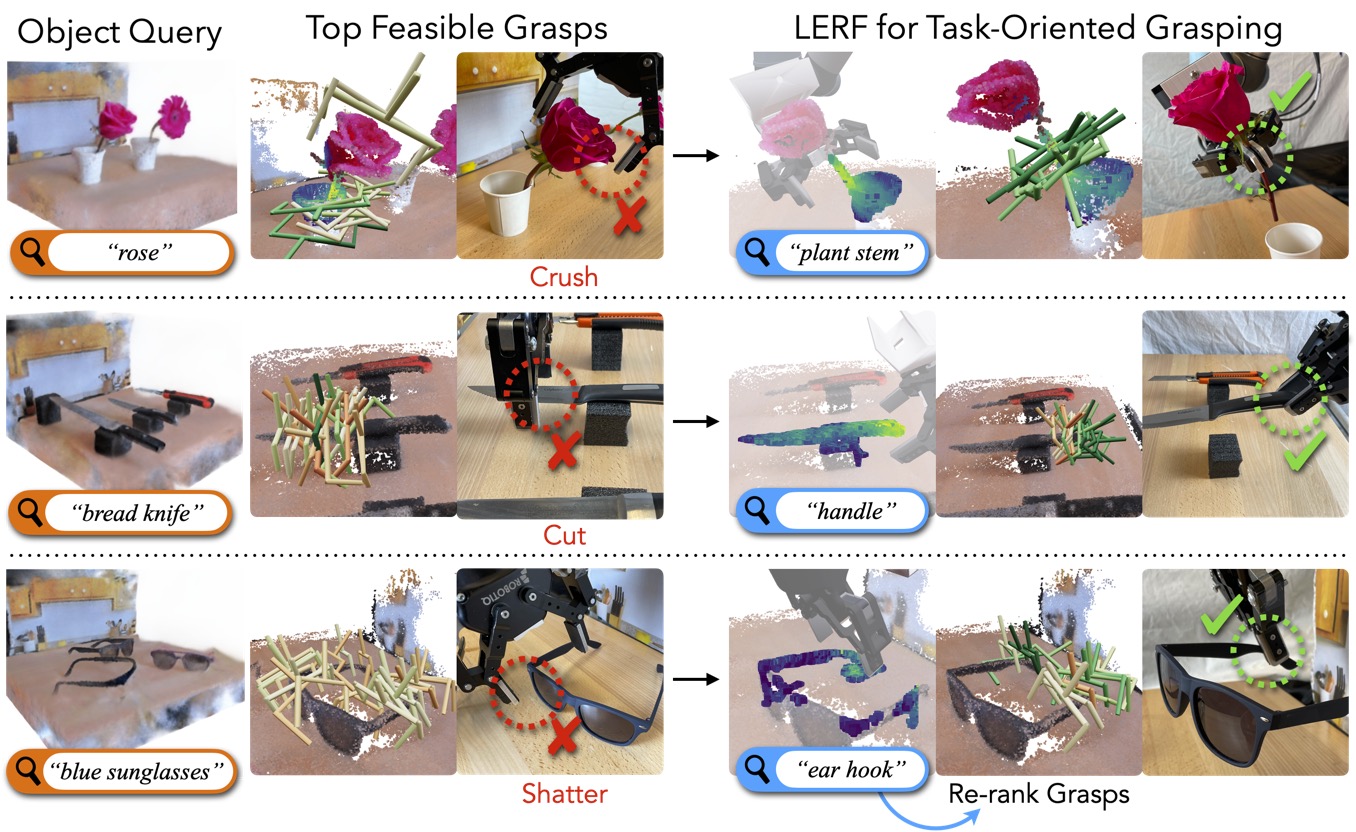 Object Query
Top Feasible Grasps
LERF for Task-Oriented Grasping
“rose”
Crush
“plant stem”
“bread knife”
Cut
“handle”
ROBOTIQ
“blue sunglasses”
Shatter
“ear hook”
Re-rank Grasps